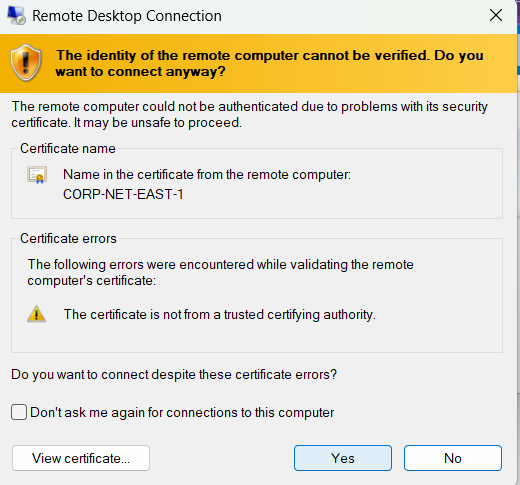 Remote Desktop Connection
The identity of the remote computer cannot be verified. Do you
want to connect anyway?
The remote computer could not be authenticated due to problems with its security
certificate. It may be unsafe to proceed.
Certificate name
Name in the certificate from the remote computer:
CORP-NET-EAST-1
Certificate errors
The following errors were encountered while validating the remote
computer's certificate:
The certificate is not from a trusted certifying authority.
Do you want to connect despite these certificate errors?
Don't ask me again for connections to this computer
View certificate...
Yes
No